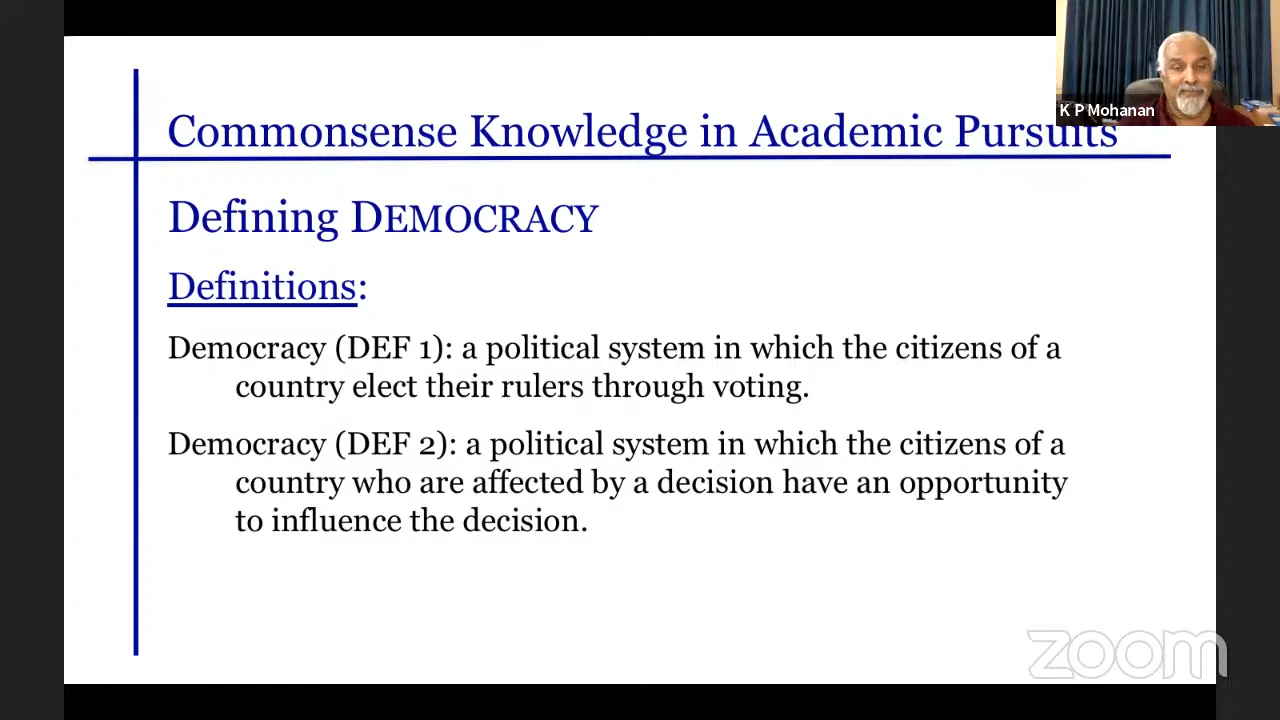 K P Mohanan
Commonsense Knowledge in Academic Pursuits
Defining DEMOCRACY
Definitions:
Democracy (DEF 1): a political system in which the citizens of a
country elect their rulers through voting.
Democracy (DEF 2): a political system in which the citizens of a
country who are affected by a decision have an opportunity
to influence the decision.
zoom